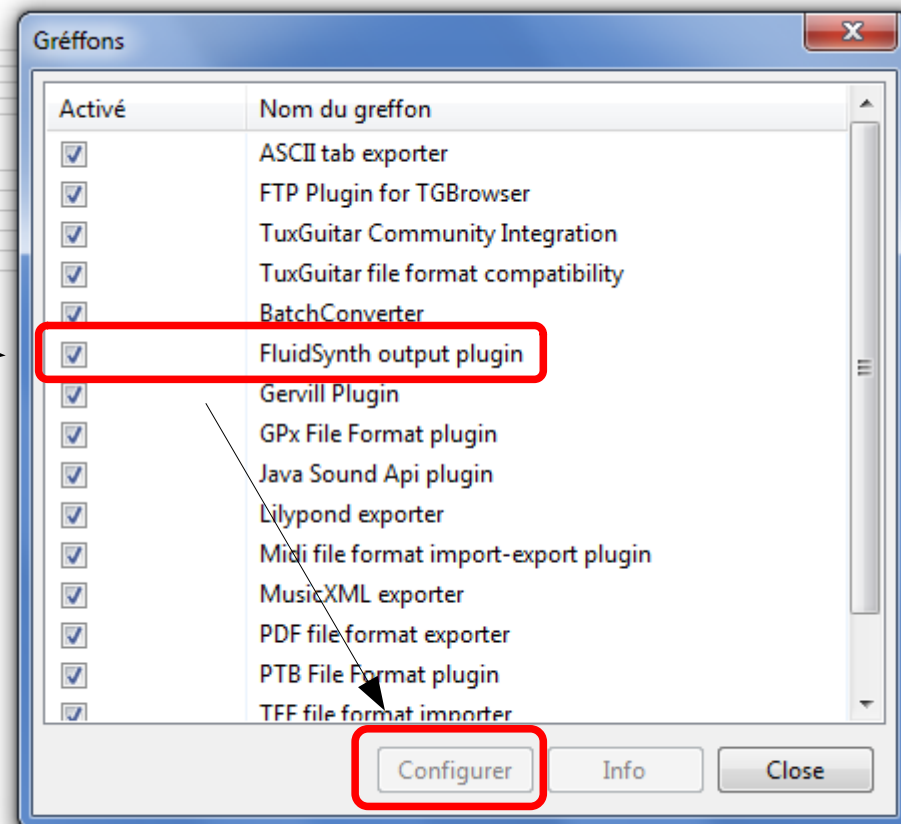 Gréffons
Activé Nom du greffon
ASCII tab exporter
FTP Plugin for TGBrowser
TuxGuitar Community Integration
TuxGuitar file format compatibility
BatchConverter
FluidSynth output plugin
Gervill Plugin
GPx File Format plugin
Java Sound Api plugin
Lilypond exporter
Midi file format import-export plugin
MusicXML exporter
PDF file format exporter
PTB File Format plugin
TEF file format importer
Configurer Info Close